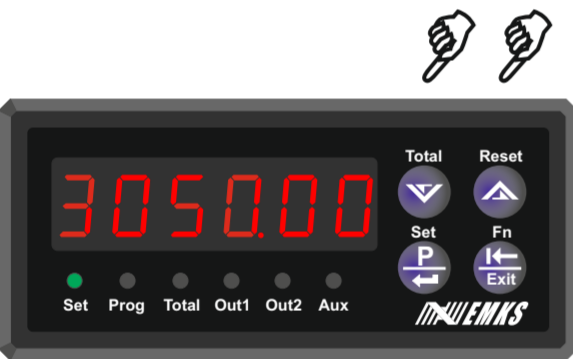 Total Reset
3050.00
Set Fn
P
Exit
Set Prog Total Out1 Out2 Aux
EMKS